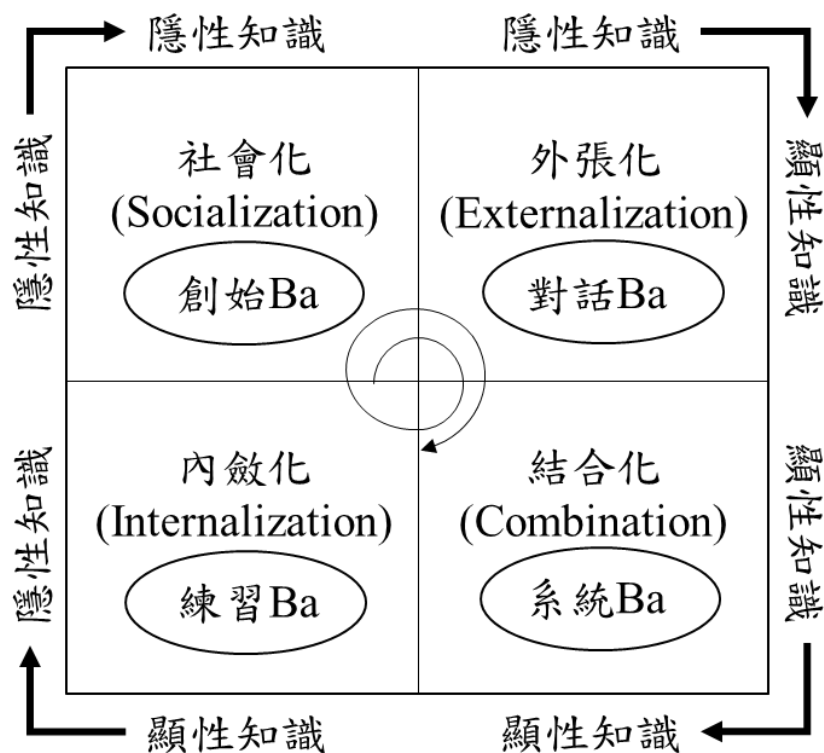 隱性知識
隱性知識
隱性知識
社會化
(Socialization)
創始Ba
外張化
(Externalization)
對話Ba
顯性知識
隱性知識
內斂化
(Internalization)
練習Ba
結合化
(Combination)
系統Ba
顯性知識
顯性知識
顯性知識